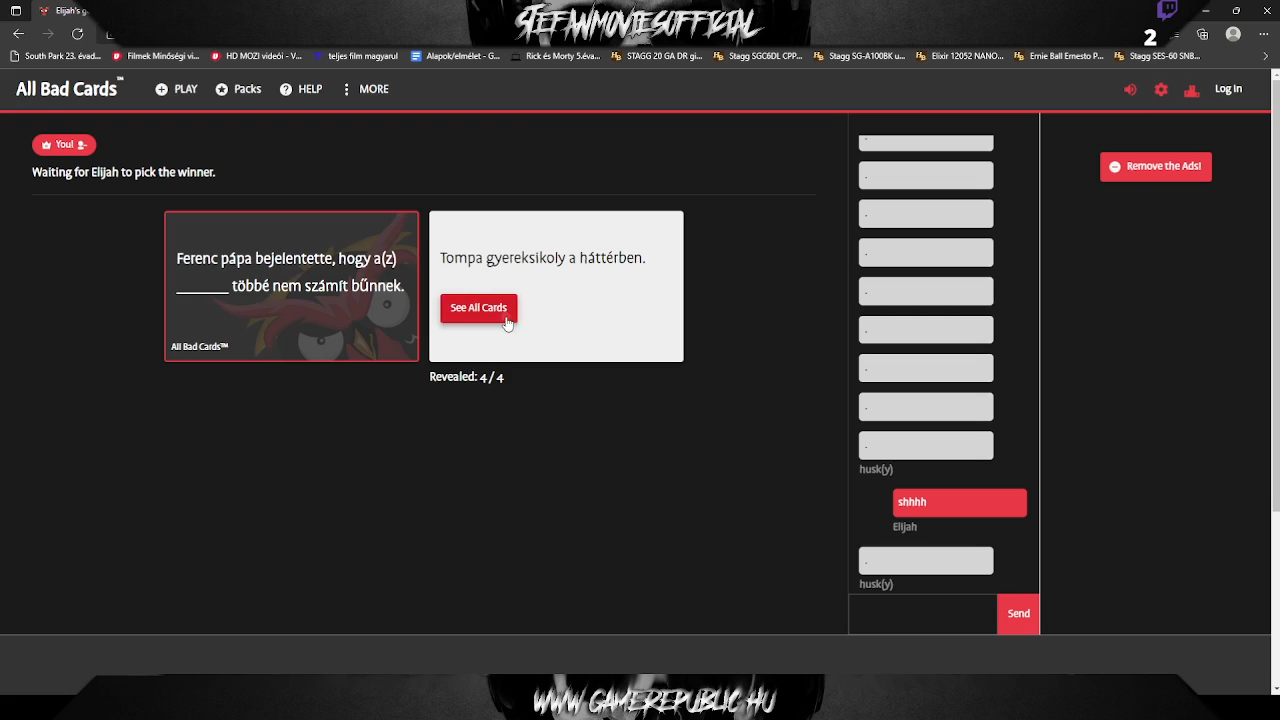 Elijah's g
STEFANMOVIESOFFICIAL
2
South Park 23. évad...
Filmek Minőségi vi...
HD MOZI videói - V...
teljes film magyarul
Alapok/elmélet - G...
Rick és Morty 5.éva...
STAGG 20 GA DR gi...
Stagg SGC6DL CPP...
Stagg SG-A100BK u...
Elixir 12052 NANO...
Ernie Ball Ernesto P...
Stagg SES-60 SNB...
All Bad Cards™
PLAY
Packs
HELP
MORE
Log In
You!
Waiting for Elijah to pick the winner.
Ferenc pápa bejelentette, hogy a(z)
________ többé nem számít bűnnek.
All Bad Cards™
Tompa gyereksikoly a háttérben.
See All Cards
Revealed: 4 / 4
.
.
.
.
.
.
.
.
.
husk(y)
shhhh
Elijah
.
husk(y)
Send
Remove the Ads!
WWW GAMEREPUBLIC.HU